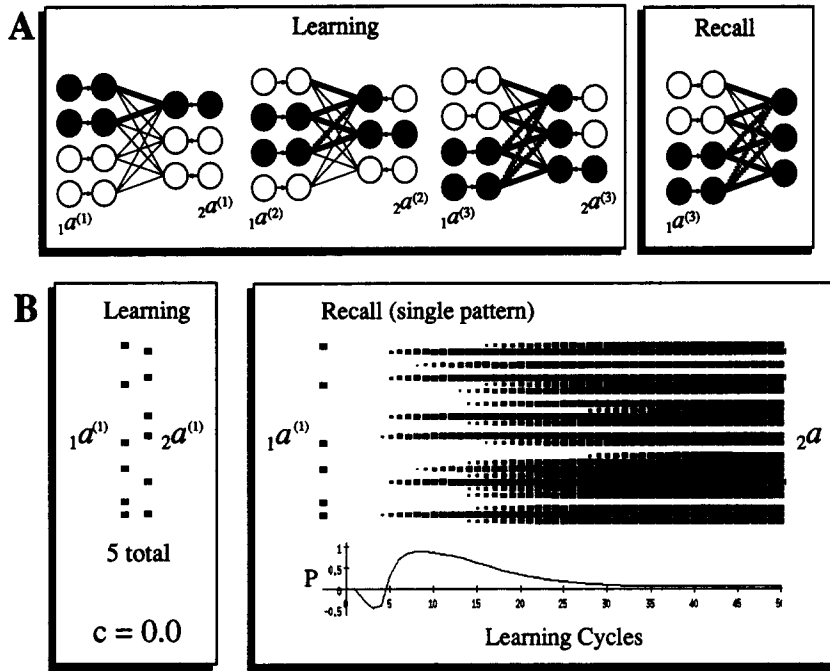 A
Learning
Recall
₁a⁽¹⁾ ₂a⁽¹⁾ ₁a⁽²⁾ ₂a⁽²⁾ ₁a⁽³⁾ ₂a⁽³⁾ ₁a⁽³⁾
B
Learning
₁a⁽¹⁾ ₂a⁽¹⁾
5 total
c = 0.0
Recall (single pattern)
₁a⁽¹⁾ ₂a
P
1
0.5
0
-0.5
5 10 15 20 25 30 35 40 45
Learning Cycles